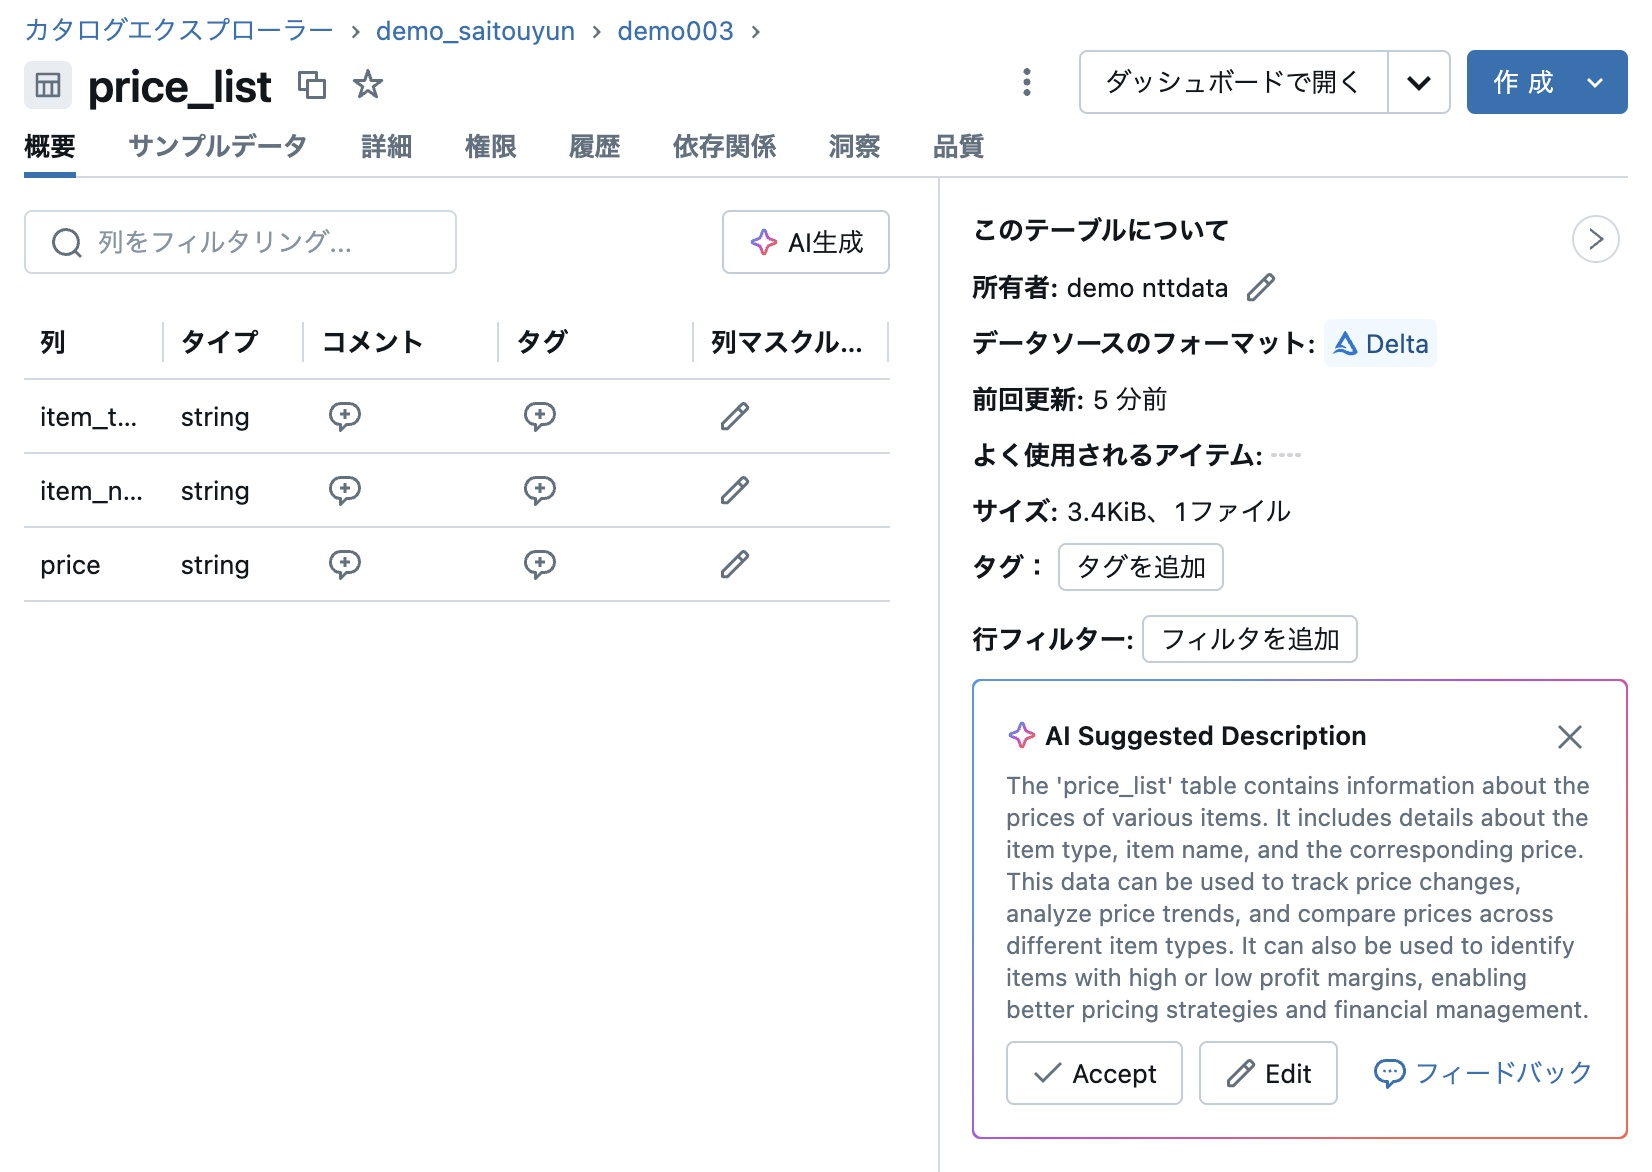 カタログエクスプローラー › demo_saitouyun › demo003 ›
price_list
ダッシュボードで開く
作成
概要 サンプルデータ 詳細 権限 履歴 依存関係 洞察 品質
列をフィルタリング...
AI生成
列 タイプ コメント タグ 列マスクル...
item_t... string
item_n... string
price string
このテーブルについて
所有者: demo nttdata
データソースのフォーマット: Delta
前回更新: 5 分前
よく使用されるアイテム:
サイズ: 3.4KiB、1ファイル
タグ： タグを追加
行フィルター: フィルタを追加
AI Suggested Description
The 'price_list' table contains information about the
prices of various items. It includes details about the
item type, item name, and the corresponding price.
This data can be used to track price changes,
analyze price trends, and compare prices across
different item types. It can also be used to identify
items with high or low profit margins, enabling
better pricing strategies and financial management.
Accept Edit フィードバック